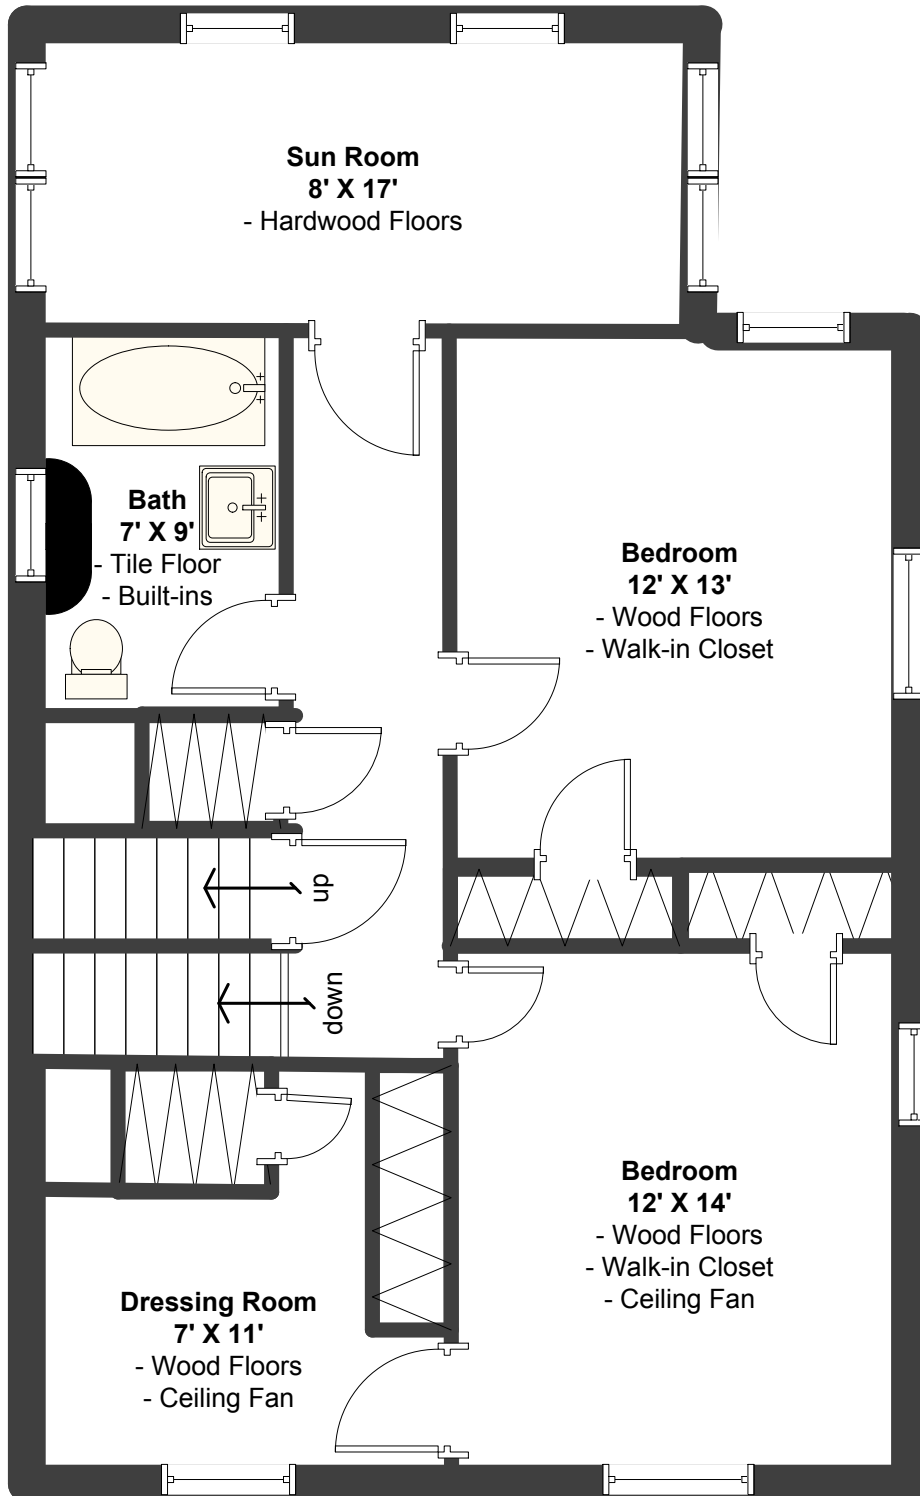 Sun Room
8' X 17'
- Hardwood Floors
Bath
7' X 9'
- Tile Floor
- Built-ins
Bedroom
12' X 13'
- Wood Floors
- Walk-in Closet
up
down
Bedroom
12' X 14'
- Wood Floors
- Walk-in Closet
- Ceiling Fan
Dressing Room
7' X 11'
- Wood Floors
- Ceiling Fan